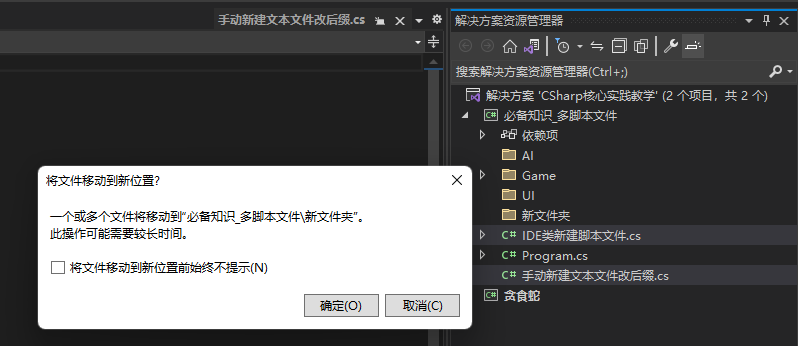 手动新建文本文件改后缀.cs
解决方案资源管理器
搜索解决方案资源管理器(Ctrl+;)
解决方案 'CSharp核心实践教学' (2 个项目，共 2 个)
C# 必备知识_多脚本文件
依赖项
AI
Game
UI
新文件夹
C# IDE类新建脚本文件.cs
C# Program.cs
C# 手动新建文本文件改后缀.cs
C# 贪食蛇
将文件移动到新位置?
一个或多个文件将移动到“必备知识_多脚本文件\新文件夹”。
此操作可能需要较长时间。
将文件移动到新位置前始终不提示(N)
确定(O)
取消(C)